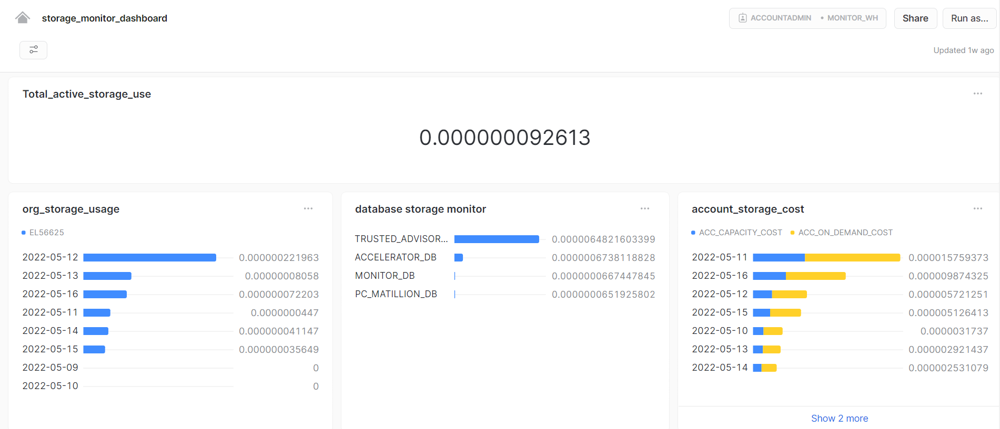 storage_monitor_dashboard
ACCOUNTADMIN • MONITOR_WH
Share
Run as...
Updated 1w ago
Total_active_storage_use
0.000000092613
org_storage_usage
EL56625
2022-05-12 0.000000221963
2022-05-13 0.00000008058
2022-05-16 0.000000072203
2022-05-11 0.0000000447
2022-05-14 0.000000041147
2022-05-15 0.000000035649
2022-05-09 0
2022-05-10 0
database storage monitor
TRUSTED_ADVISOR... 0.0000064821603399
ACCELERATOR_DB 0.0000006738118828
MONITOR_DB 0.0000000667447845
PC_MATILLION_DB 0.0000000651925802
account_storage_cost
ACC_CAPACITY_COST ACC_ON_DEMAND_COST
2022-05-11 0.000015759373
2022-05-16 0.000009874325
2022-05-12 0.000005721251
2022-05-15 0.000005126413
2022-05-10 0.0000031737
2022-05-13 0.000002921437
2022-05-14 0.000002531079
Show 2 more